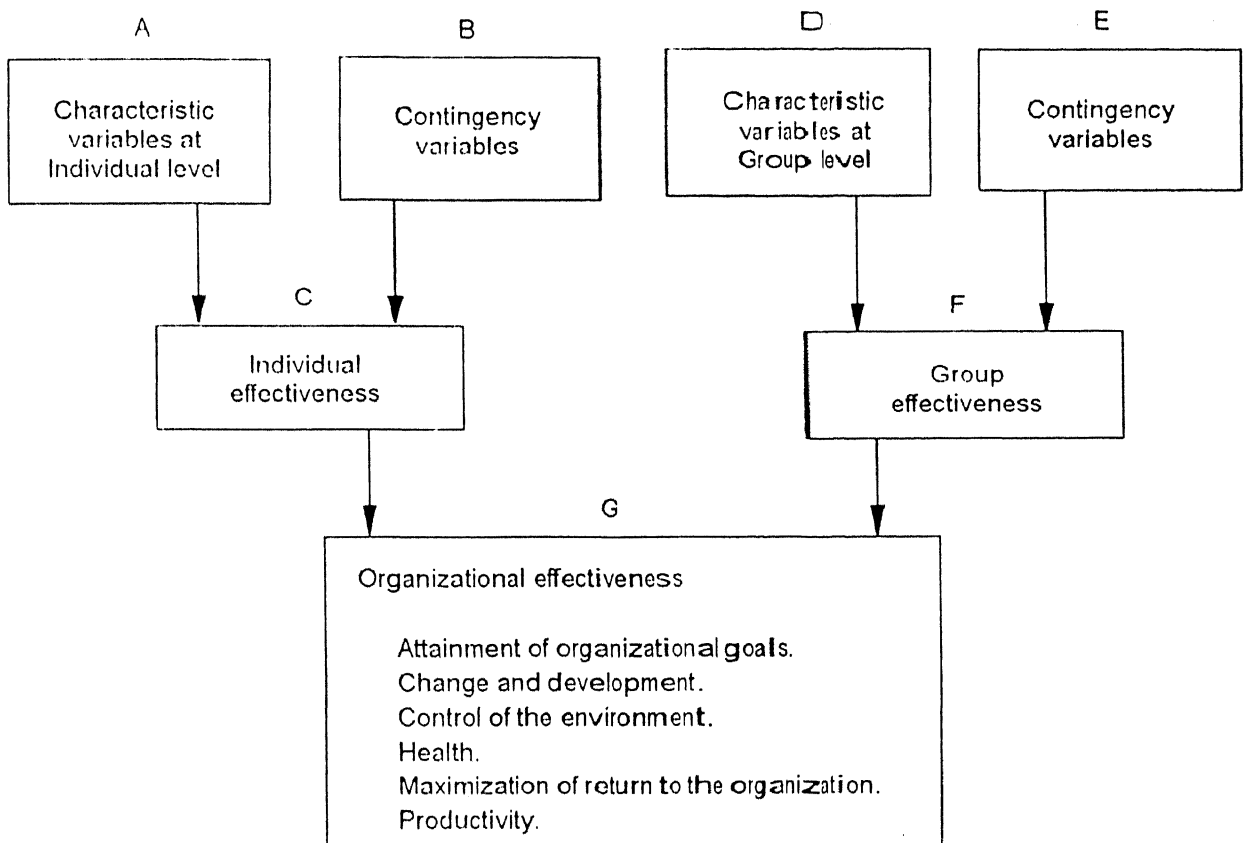 A
B
D
E
Characteristic
variables at
Individual level
Contingency
variables
Characteristic
variables at
Group level
Contingency
variables
C
F
Individual
effectiveness
Group
effectiveness
G
Organizational effectiveness
Attainment of organizational goals.
Change and development.
Control of the environment.
Health.
Maximization of return to the organization.
Productivity.